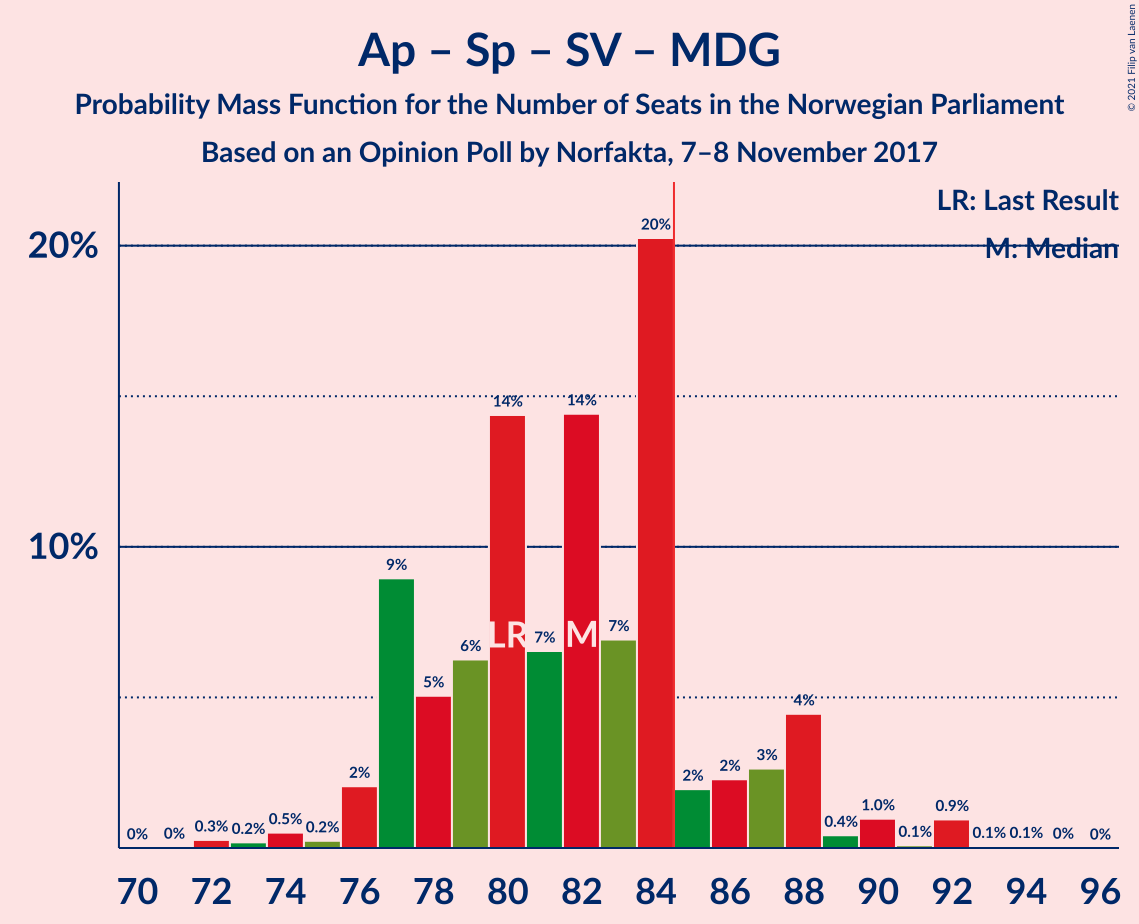 Ap – Sp – SV – MDG
Probability Mass Function for the Number of Seats in the Norwegian Parliament
Based on an Opinion Poll by Norfakta, 7–8 November 2017
© 2021 Filip van Laenen
LR: Last Result
M: Median
20%
10%
0% 0% 0.3% 0.2% 0.5% 0.2% 2% 9% 5% 6% 14% 7% 14% 7% 20% 2% 2% 3% 4% 0.4% 1.0% 0.1% 0.9% 0.1% 0.1% 0% 0%
LR M
70 72 74 76 78 80 82 84 86 88 90 92 94 96